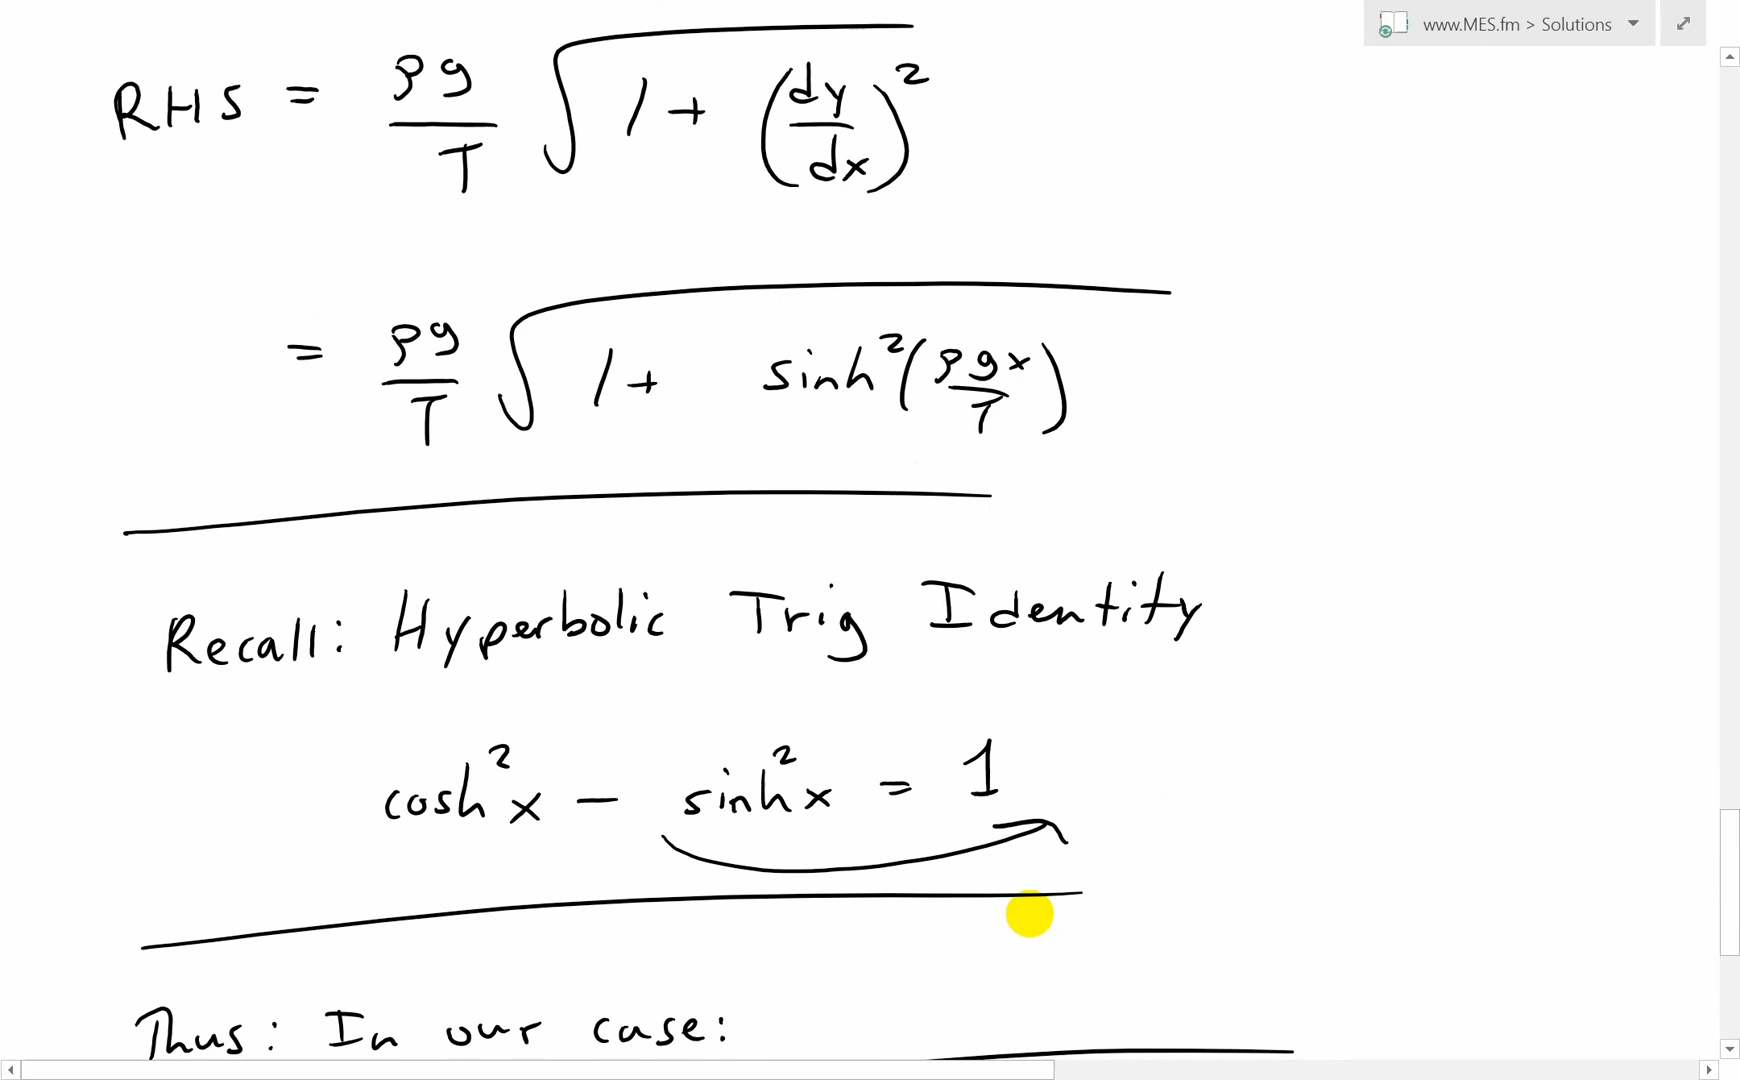 www.MES.fm > Solutions
RHS = ρg/T √(1 + (dy/dx)²)
= ρg/T √(1 + sinh²(ρgx/T))
Recall: Hyperbolic Trig Identity
cosh²x − sinh²x = 1
Thus: In our case: